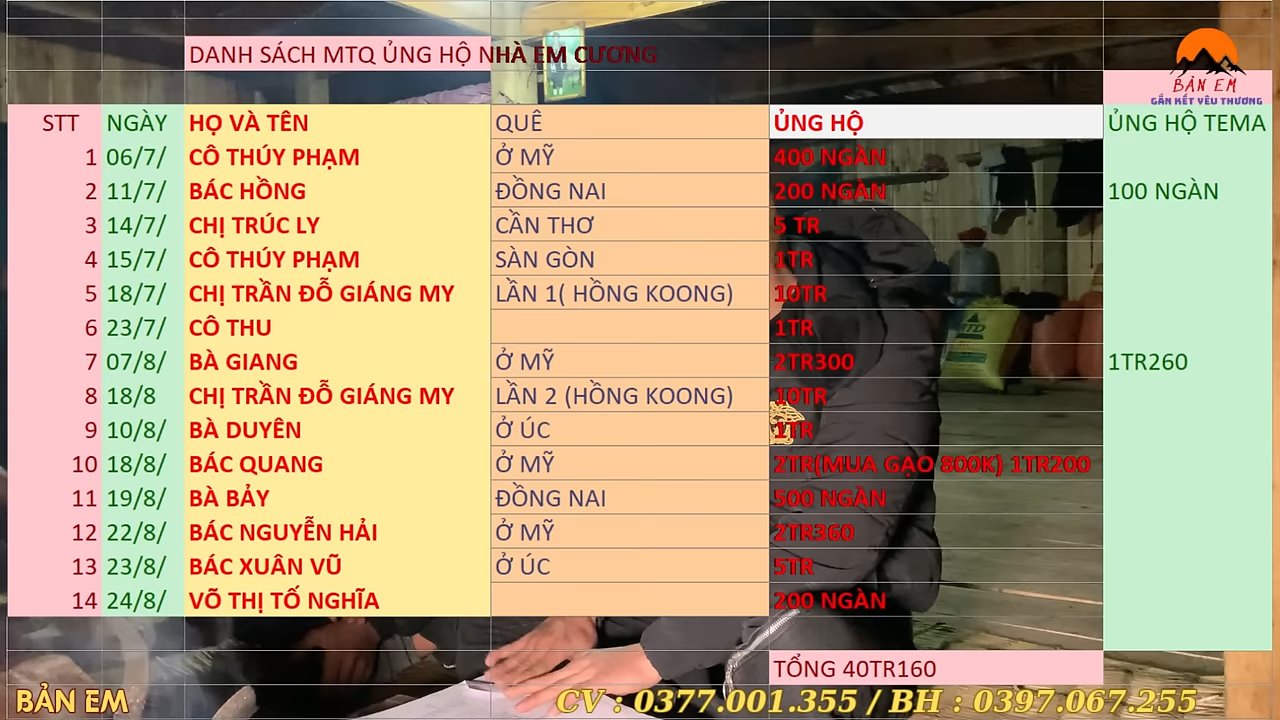 DANH SÁCH MTQ ỦNG HỘ NHÀ EM CƯƠNG
BẢN EM
GẮN KẾT YÊU THƯƠNG
STT NGÀY HỌ VÀ TÊN QUÊ ỦNG HỘ ỦNG HỘ TEMA
1 06/7/ CÔ THÚY PHẠM Ở MỸ 400 NGÀN
2 11/7/ BÁC HỒNG ĐỒNG NAI 200 NGÀN 100 NGÀN
3 14/7/ CHỊ TRÚC LY CẦN THƠ 5 TR
4 15/7/ CÔ THÚY PHẠM SÀN GÒN 1TR
5 18/7/ CHỊ TRẦN ĐỖ GIÁNG MY LẦN 1( HỒNG KOONG) 10TR
6 23/7/ CÔ THU 1TR
7 07/8/ BÀ GIANG Ở MỸ 2TR300 1TR260
8 18/8 CHỊ TRẦN ĐỖ GIÁNG MY LẦN 2 (HỒNG KOONG) 10TR
9 10/8/ BÀ DUYÊN Ở ÚC 1TR
10 18/8/ BÁC QUANG Ở MỸ 2TR(MUA GẠO 800K) 1TR200
11 19/8/ BÀ BẢY ĐỒNG NAI 500 NGÀN
12 22/8/ BÁC NGUYỄN HẢI Ở MỸ 2TR360
13 23/8/ BÁC XUÂN VŨ Ở ÚC 5TR
14 24/8/ VÕ THỊ TỐ NGHĨA 200 NGÀN
TỔNG 40TR160
BẢN EM
CV : 0377.001.355 / BH : 0397.067.255